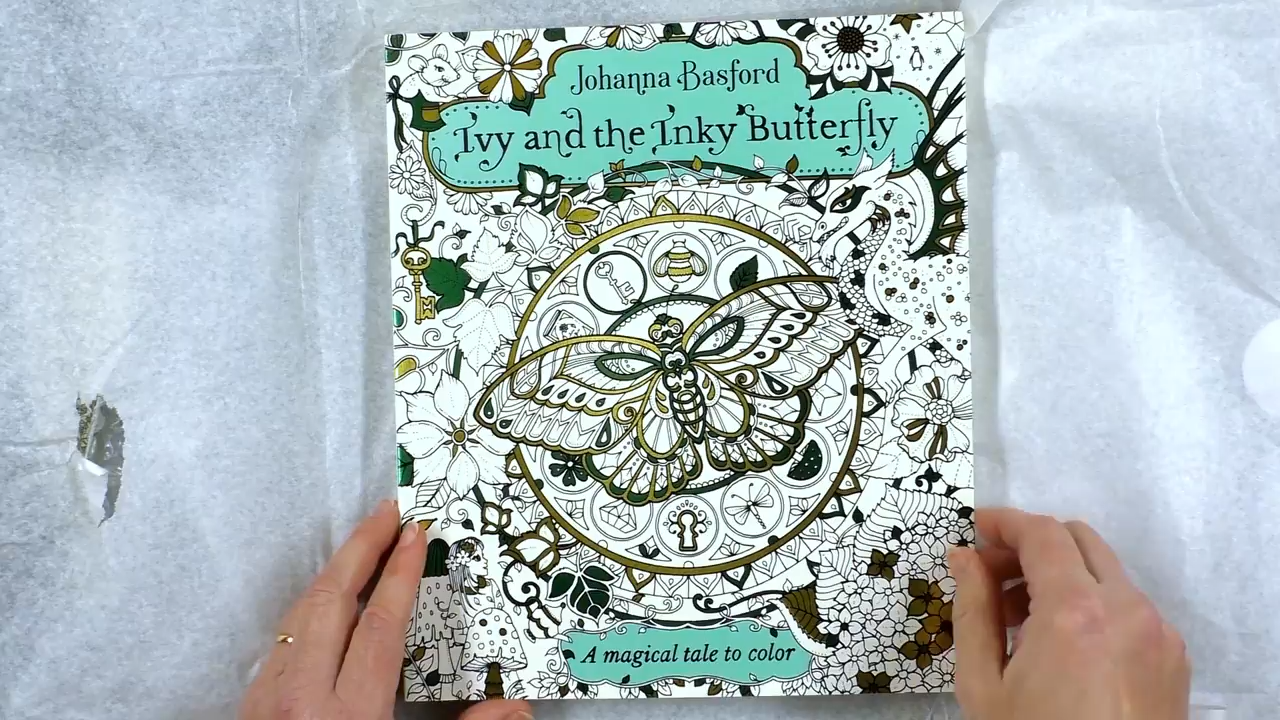 Johanna Basford
Ivy and the Inky Butterfly
A magical tale to color